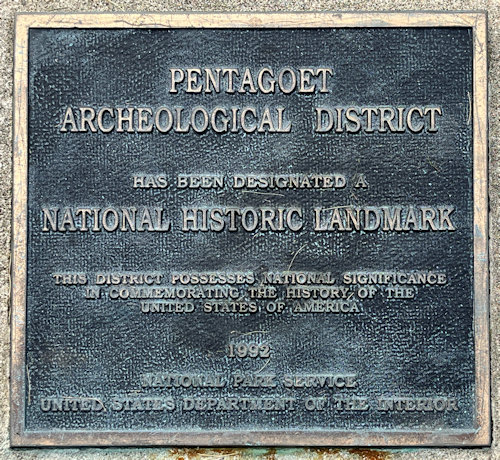 PENTAGOET
ARCHEOLOGICAL DISTRICT
HAS BEEN DESIGNATED A
NATIONAL HISTORIC LANDMARK
THIS DISTRICT POSSESSES NATIONAL SIGNIFICANCE
IN COMMEMORATING THE HISTORY OF THE
UNITED STATES OF AMERICA
1992
NATIONAL PARK SERVICE
UNITED STATES DEPARTMENT OF THE INTERIOR